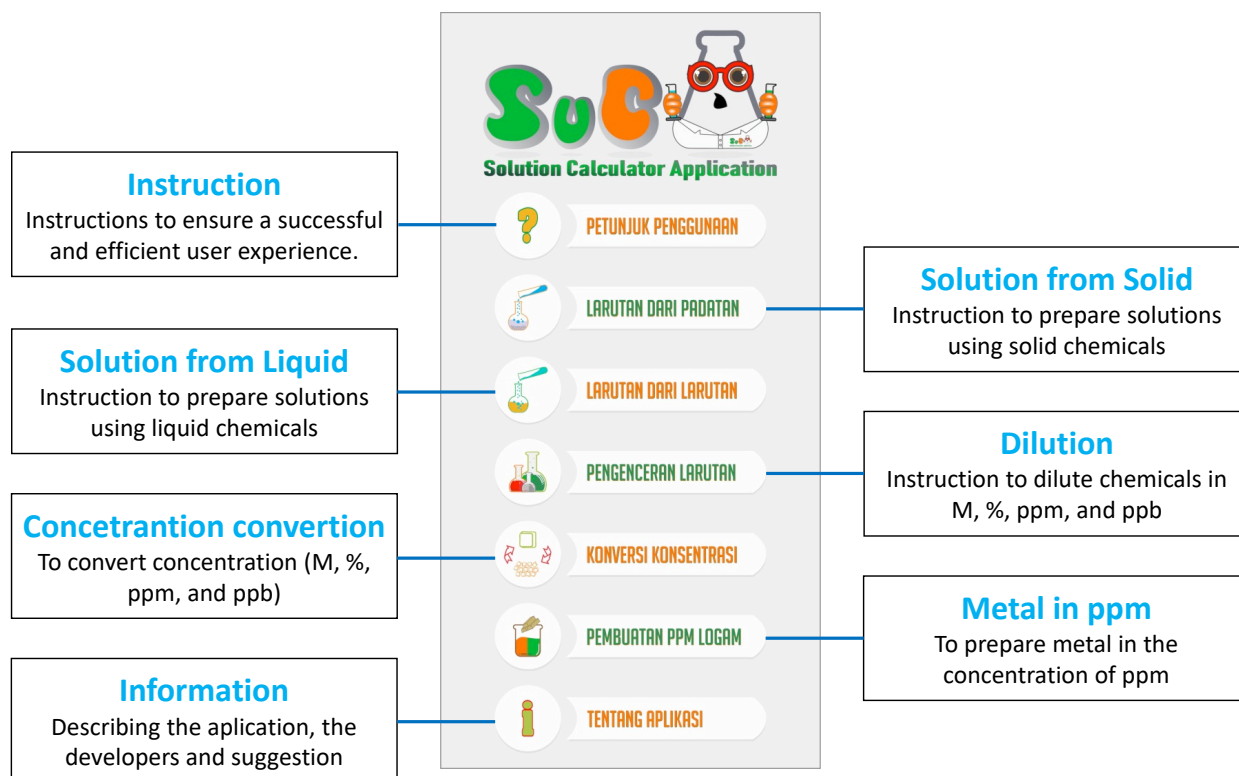 SuC
Solution Calculator Application
Instruction
Instructions to ensure a successful
and efficient user experience.
PETUNJUK PENGGUNAAN
LARUTAN DARI PADATAN
Solution from Solid
Instruction to prepare solutions
using solid chemicals
Solution from Liquid
Instruction to prepare solutions
using liquid chemicals
LARUTAN DARI LARUTAN
PENGENCERAN LARUTAN
Dilution
Instruction to dilute chemicals in
M, %, ppm, and ppb
Concetrantion convertion
To convert concentration (M, %,
ppm, and ppb)
KONVERSI KONSENTRASI
PEMBUATAN PPM LOGAM
Metal in ppm
To prepare metal in the
concentration of ppm
Information
Describing the aplication, the
developers and suggestion
TENTANG APLIKASI